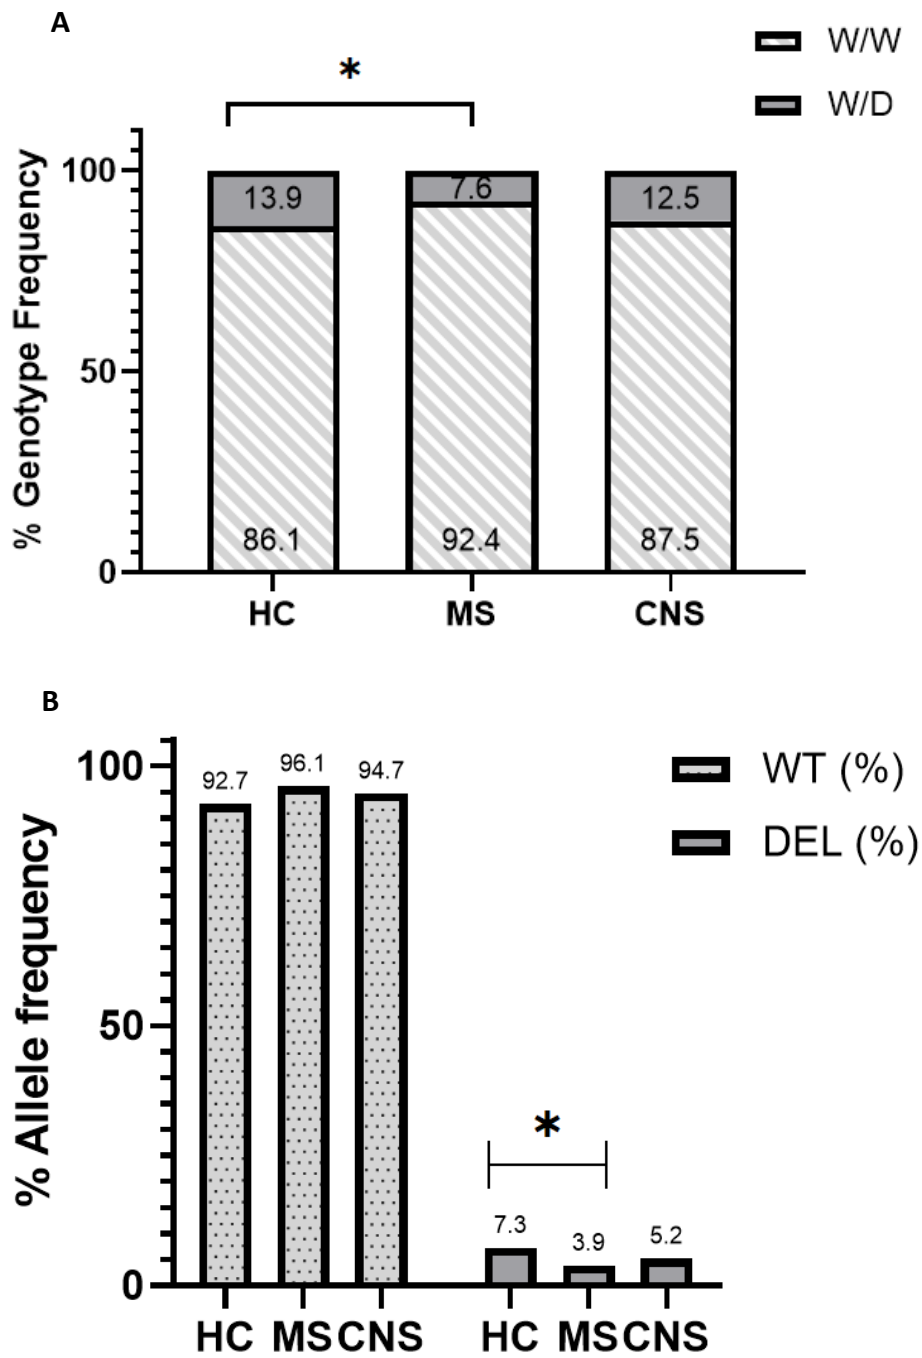 A
W/W
W/D
*
% Genotype Frequency
100
50
0
13.9
7.6
12.5
86.1
92.4
87.5
HC
MS
CNS
B
WT (%)
DEL (%)
% Allele frequency
100
50
0
92.7
96.1
94.7
*
7.3
3.9
5.2
HC MS CNS HC MS CNS